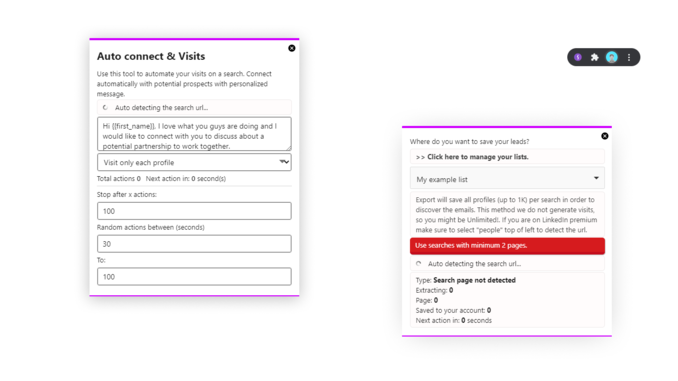 Auto connect & Visits
Use this tool to automate your visits on a search. Connect
automatically with potential prospects with personalized
message.
Auto detecting the search url...
Hi {{first_name}}, I love what you guys are doing and I
would like to connect with you to discuss about a
potential partnership to work together.
Visit only each profile
Total actions 0 Next action in: 0 second(s)
Stop after x actions:
100
Random actions between (seconds)
30
To:
100
Where do you want to save your leads?
>> Click here to manage your lists.
My example list
Export will save all profiles (up to 1K) per search in order to
discover the emails. This method we do not generate visits,
so you might be Unlimited!. If you are on LinkedIn premium
make sure to select "people" top of left to detect the url.
Use searches with minimum 2 pages.
Auto detecting the search url...
Type: Search page not detected
Extracting: 0
Page: 0
Saved to your account: 0
Next action in: 0 seconds